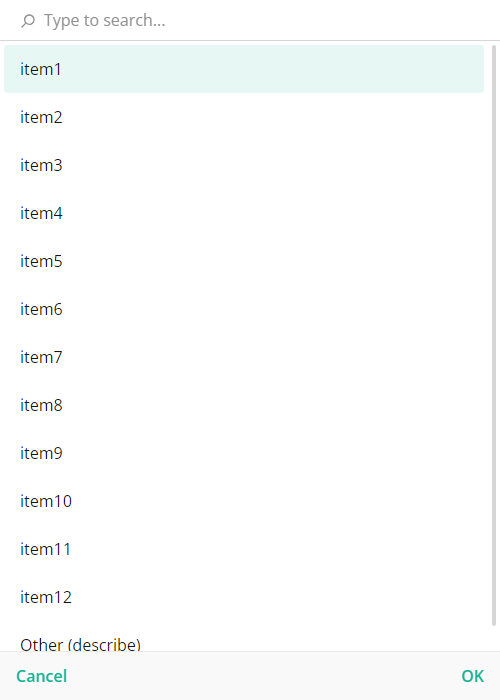 Type to search...
item1
item2
item3
item4
item5
item6
item7
item8
item9
item10
item11
item12
Other (describe)
Cancel
OK